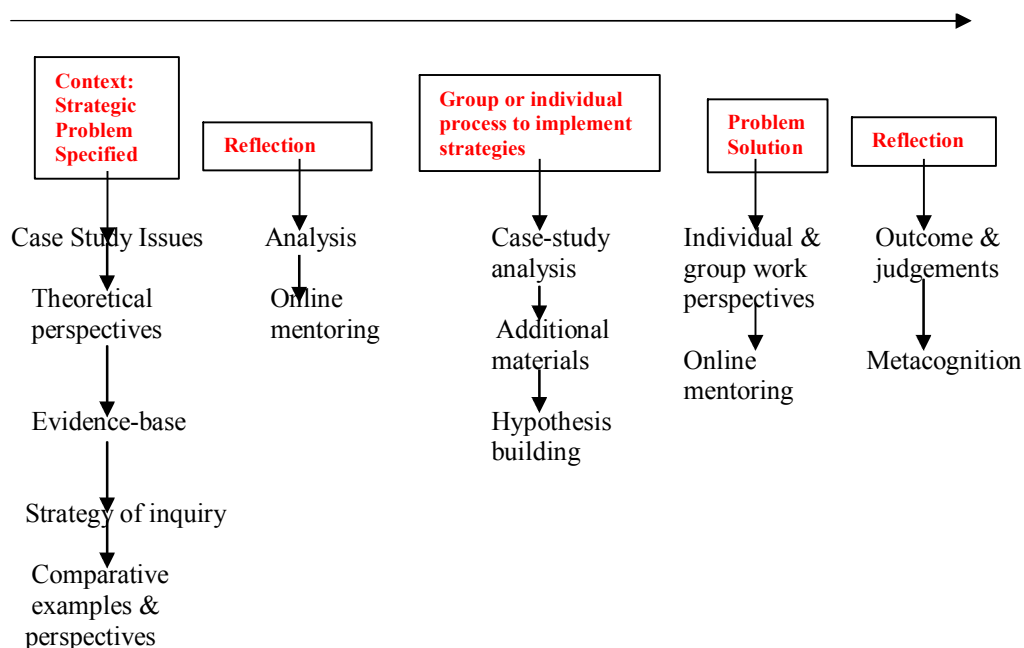 Context:
Strategic
Problem
Specified
Case Study Issues
Theoretical
perspectives
Evidence-base
Strategy of inquiry
Comparative
examples &
perspectives
Reflection
Analysis
Online
mentoring
Group or individual
process to implement
strategies
Case-study
analysis
Additional
materials
Hypothesis
building
Problem
Solution
Individual &
group work
perspectives
Online
mentoring
Reflection
Outcome &
judgements
Metacognition